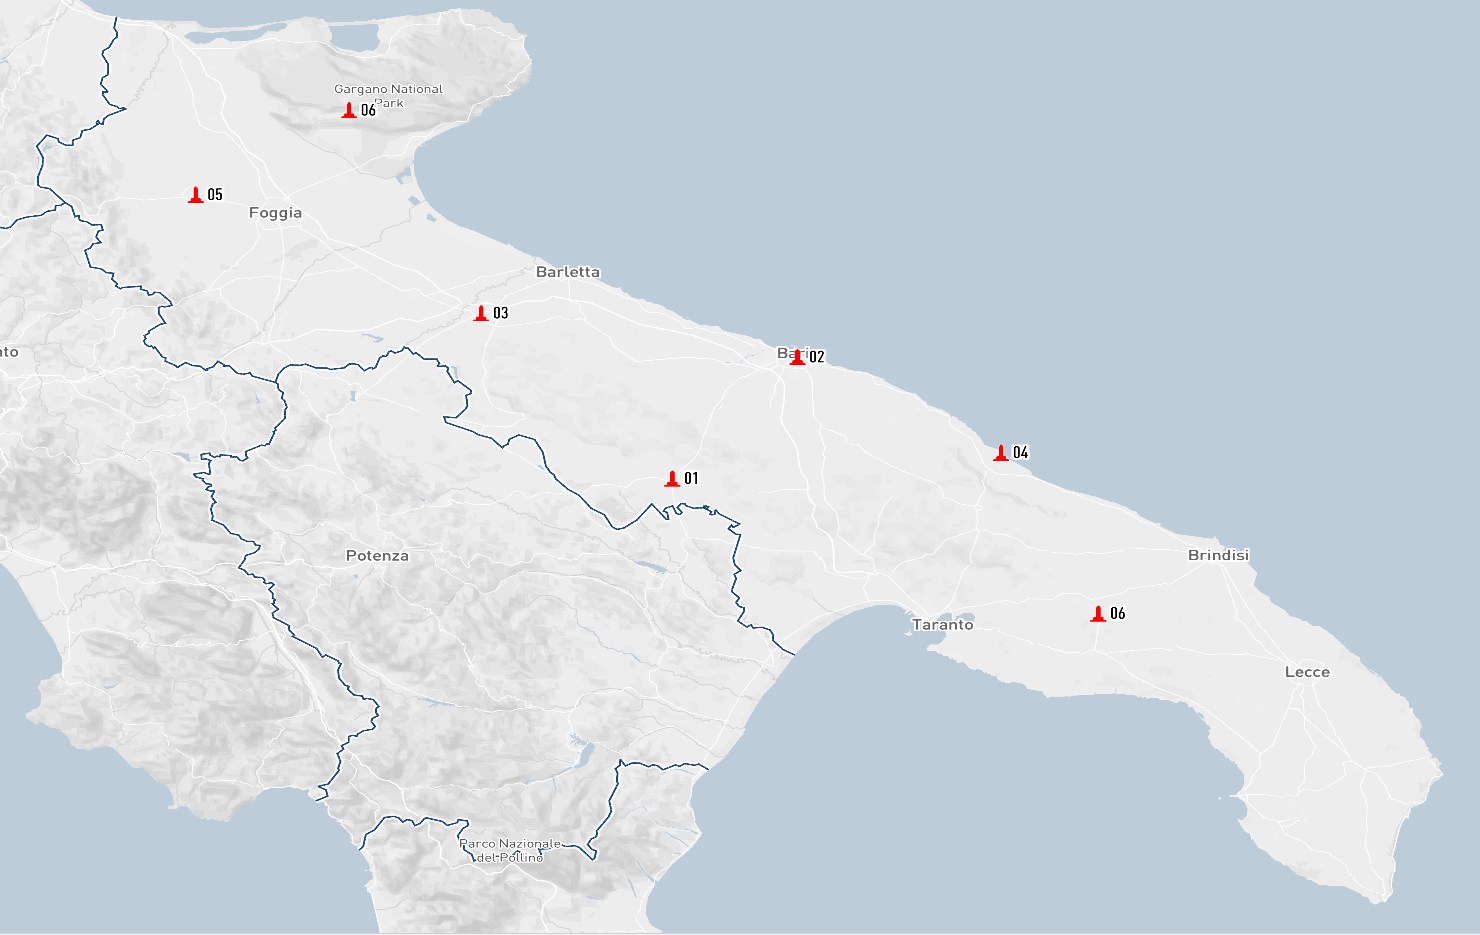 Gargano National
Park
06
05
Foggia
Barletta
03
nto
Bari
02
04
01
Potenza
Brindisi
06
Taranto
Lecce
Parco Nazionale
del Pollino